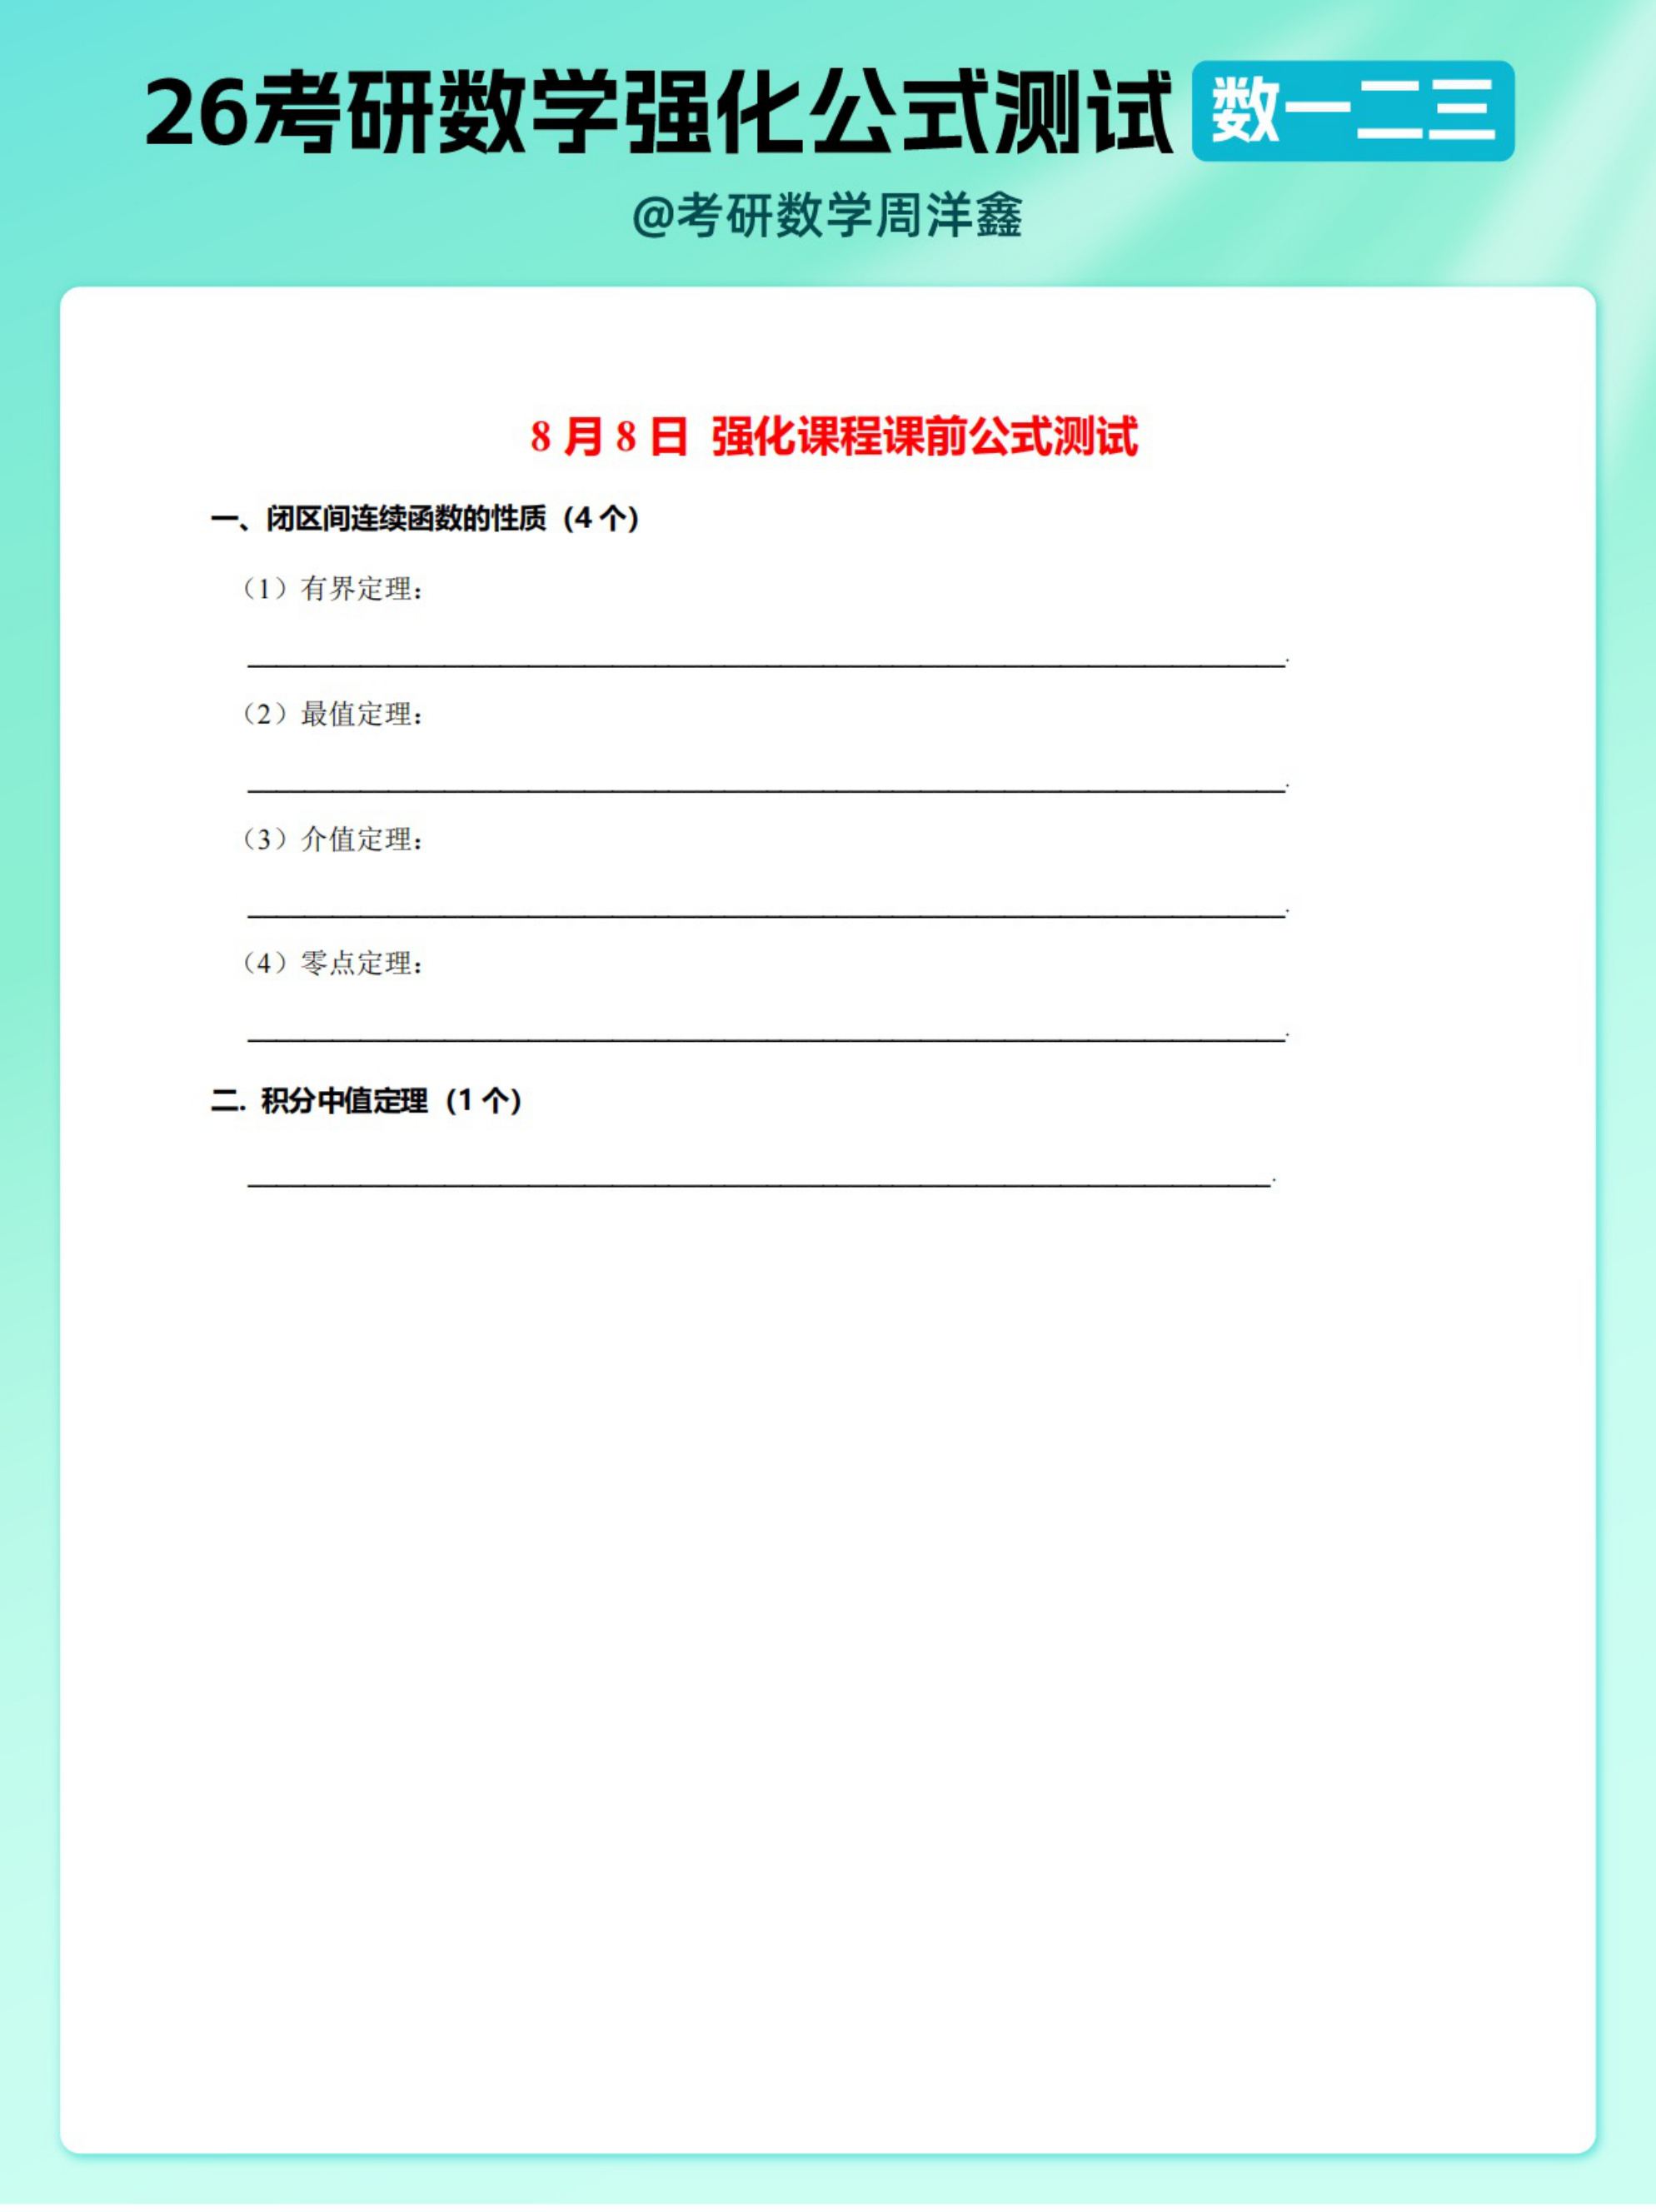 26考研数学强化公式测试 数一二三
@考研数学周洋鑫
8 月 8 日 强化课程课前公式测试
一、闭区间连续函数的性质（4 个）
（1）有界定理：
.
（2）最值定理：
.
（3）介值定理：
.
（4）零点定理：
.
二. 积分中值定理（1 个）
.